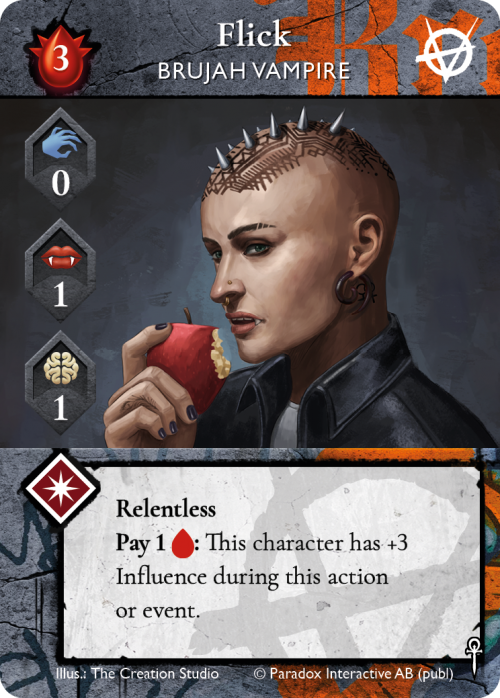 Flick
3
BRUJAH VAMPIRE
0
1
1
Relentless
Pay 1 : This character has +3
Influence during this action
or event.
Illus.: The Creation Studio © Paradox Interactive AB (publ)